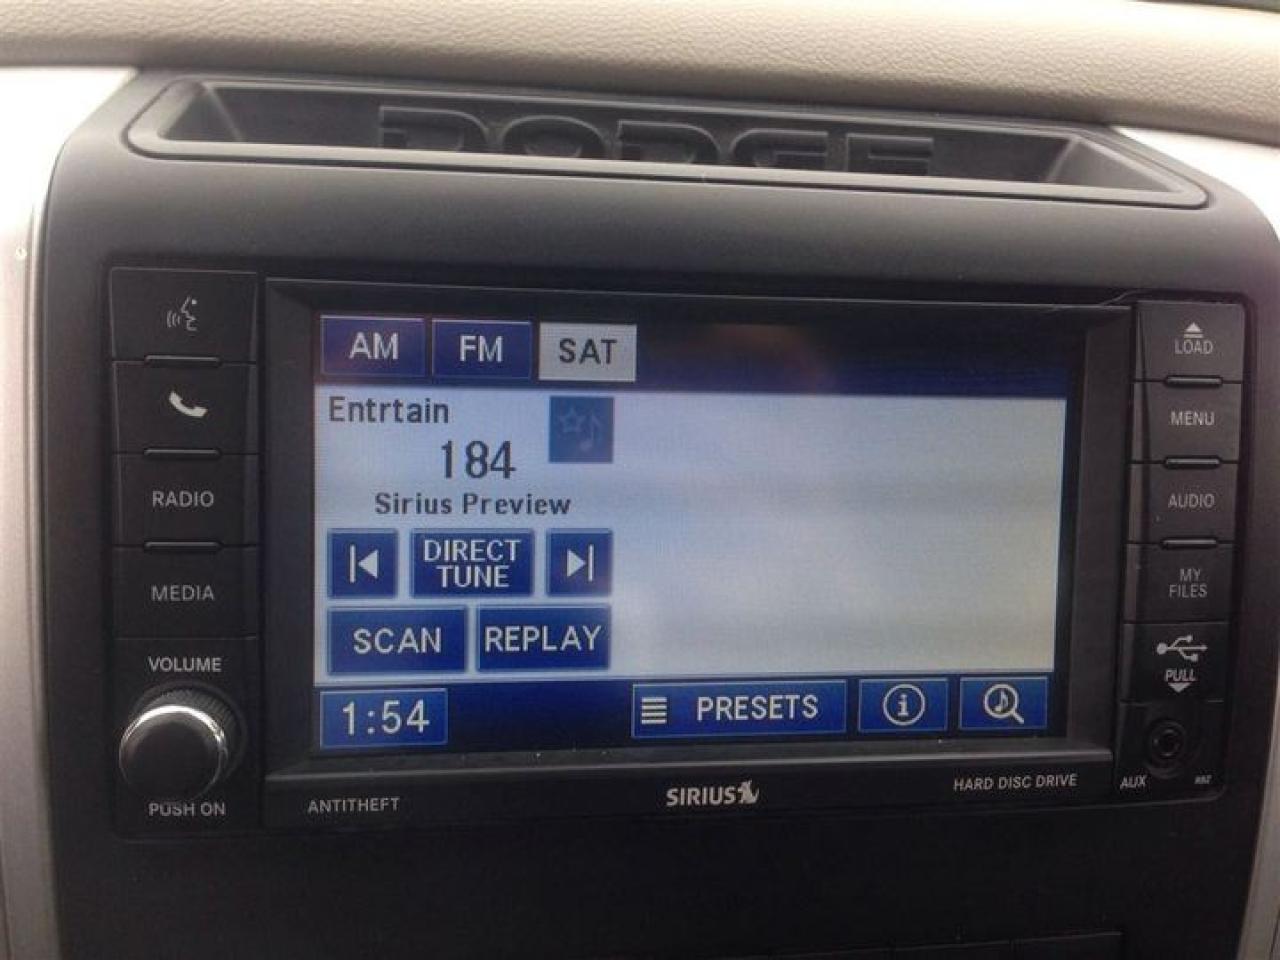 DODGE
AM FM SAT
LOAD
Entrtain
MENU
184
RADIO
Sirius Preview
AUDIO
DIRECT
TUNE
MY
FILES
MEDIA
SCAN REPLAY
VOLUME
PULL
1:54 PRESETS
PUSH ON
ANTITHEFT
SIRIUS
HARD DISC DRIVE
AUX
RBZ